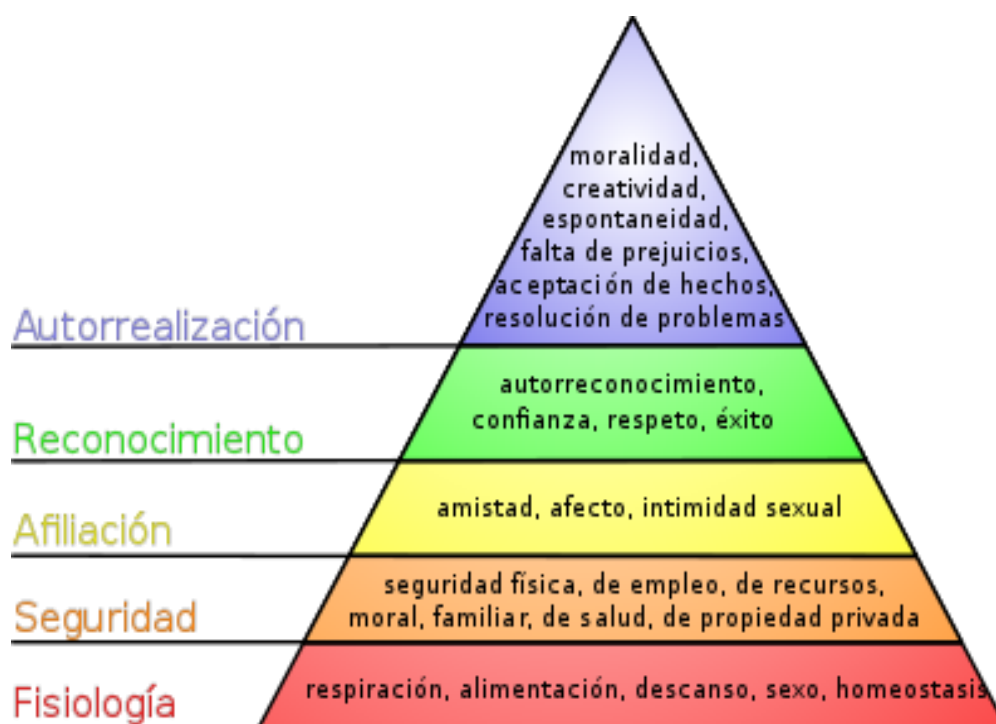 moralidad,
creatividad,
espontaneidad,
falta de prejuicios,
aceptación de hechos,
resolución de problemas
Autorrealización
autorreconocimiento,
confianza, respeto, éxito
Reconocimiento
amistad, afecto, intimidad sexual
Afiliación
seguridad física, de empleo, de recursos,
moral, familiar, de salud, de propiedad privada
Seguridad
respiración, alimentación, descanso, sexo, homeostasis
Fisiología